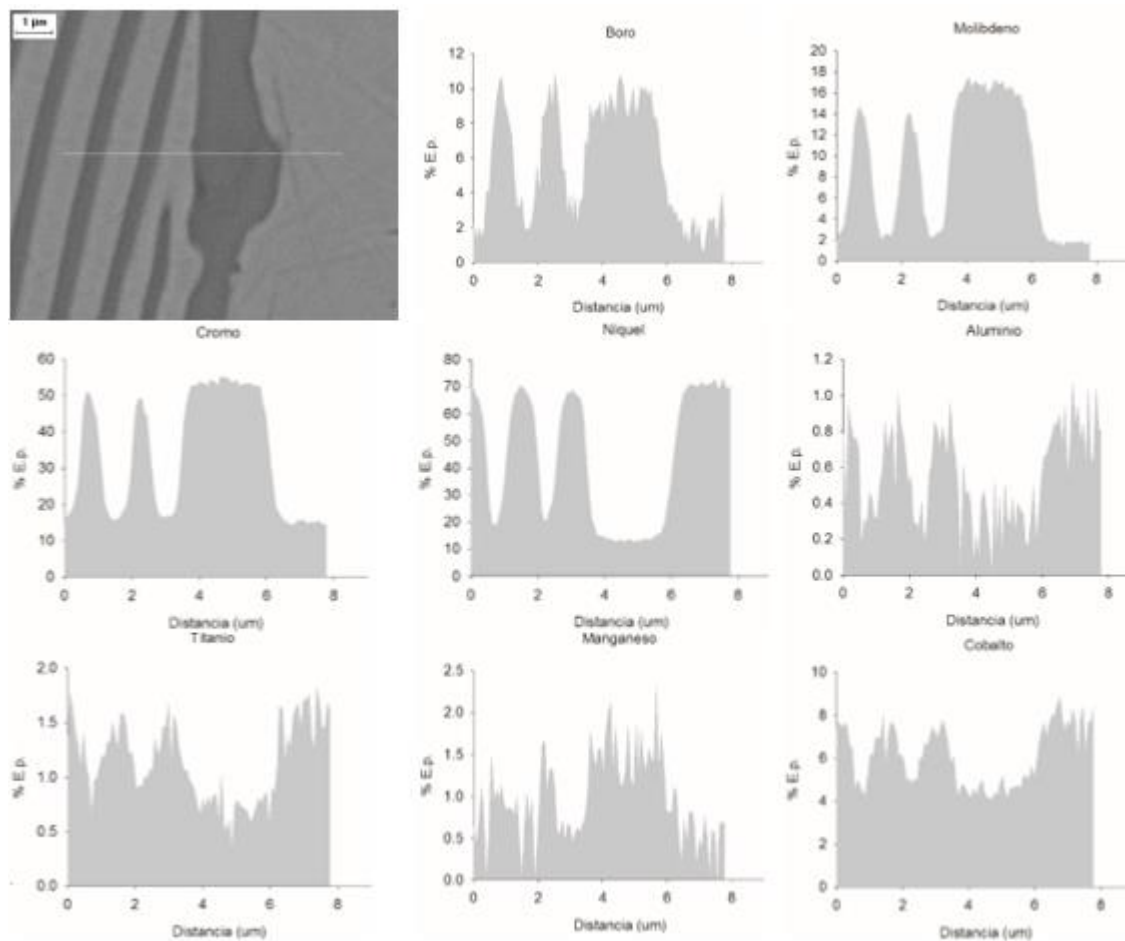 1 µm
Boro
% E.p.
12
10
8
6
4
2
0
0 2 4 6 8
Distancia (um)
Molibdeno
% E.p.
20
18
16
14
12
10
8
6
4
2
0
0 2 4 6 8
Distancia (um)
Cromo
% E.p.
60
50
40
30
20
10
0
0 2 4 6 8
Distancia (um)
Níquel
% E.p.
80
70
60
50
40
30
20
10
0
0 2 4 6 8
Distancia (um)
Aluminio
% E.p.
1.2
1.0
0.8
0.6
0.4
0.2
0.0
0 2 4 6 8
Distancia (um)
Titanio
% E.p.
2.0
1.5
1.0
0.5
0.0
0 2 4 6 8
Distancia (um)
Manganeso
% E.p.
2.5
2.0
1.5
1.0
0.5
0.0
0 2 4 6 8
Distancia (um)
Cobalto
% E.p.
10
8
6
4
2
0
0 2 4 6 8
Distancia (um)